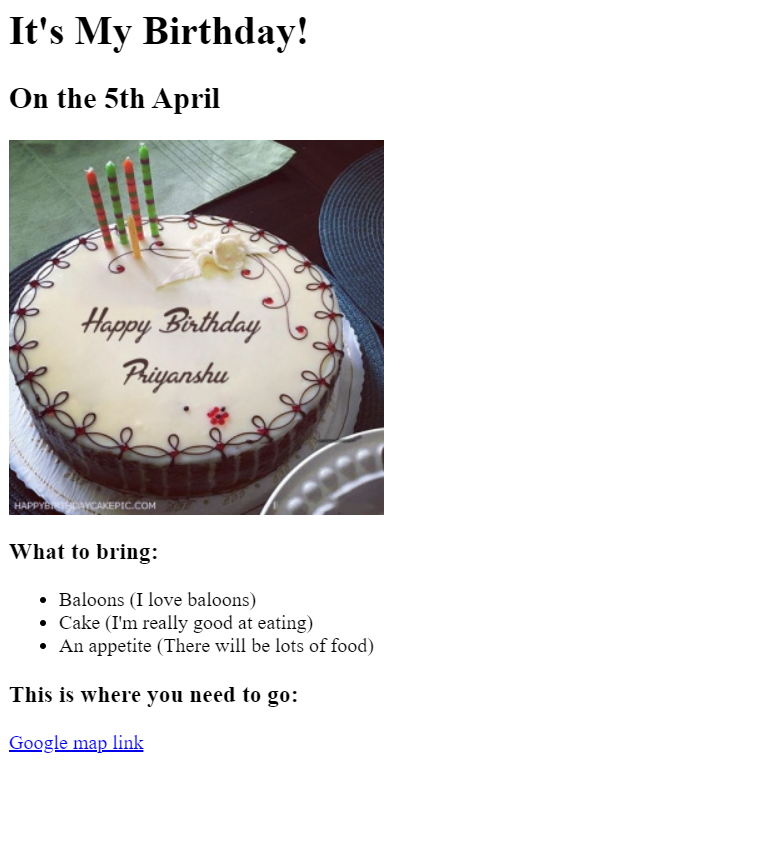 It's My Birthday!
On the 5th April
Happy Birthday
Priyanshu
HAPPYBIRTHDAYCAKEPIC.COM
What to bring:
Baloons (I love baloons)
Cake (I'm really good at eating)
An appetite (There will be lots of food)
This is where you need to go:
Google map link